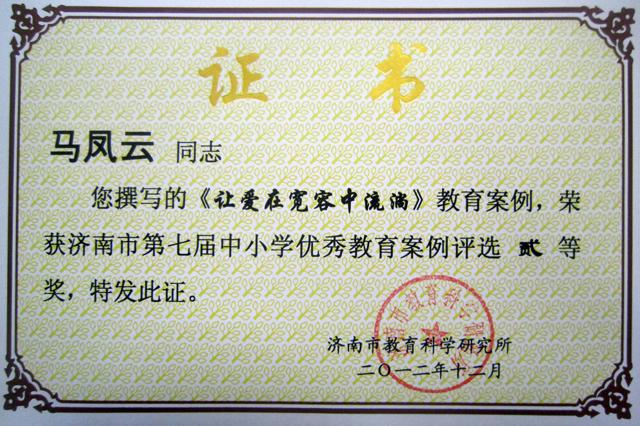 证书
马凤云 同志
您撰写的《让爱在宽容中流淌》教育案例，荣
获济南市第七届中小学优秀教育案例评选 贰 等
奖，特发此证。
济南市教育科学研究所
二〇一二年十二月